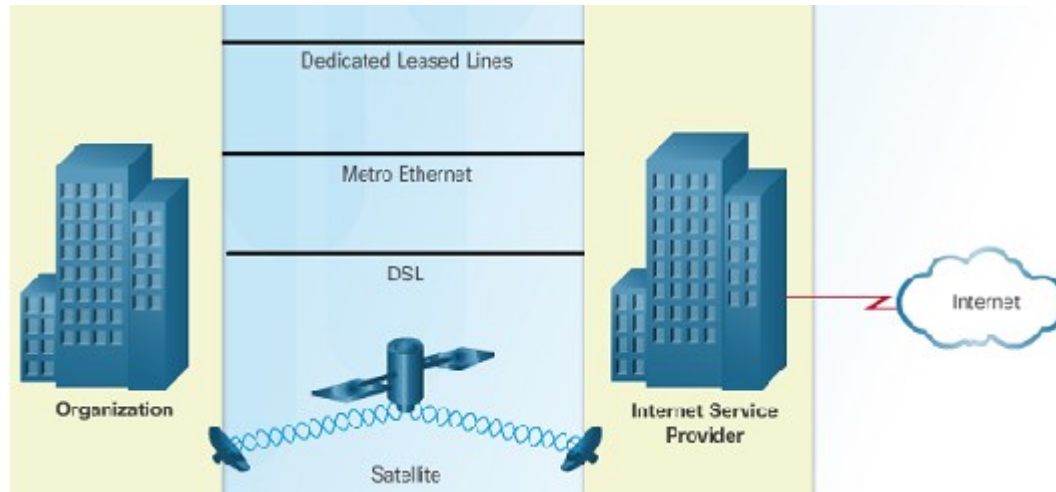 Dedicated Leased Lines
Metro Ethernet
DSL
Internet
Organization
Internet Service
Provider
Satellite